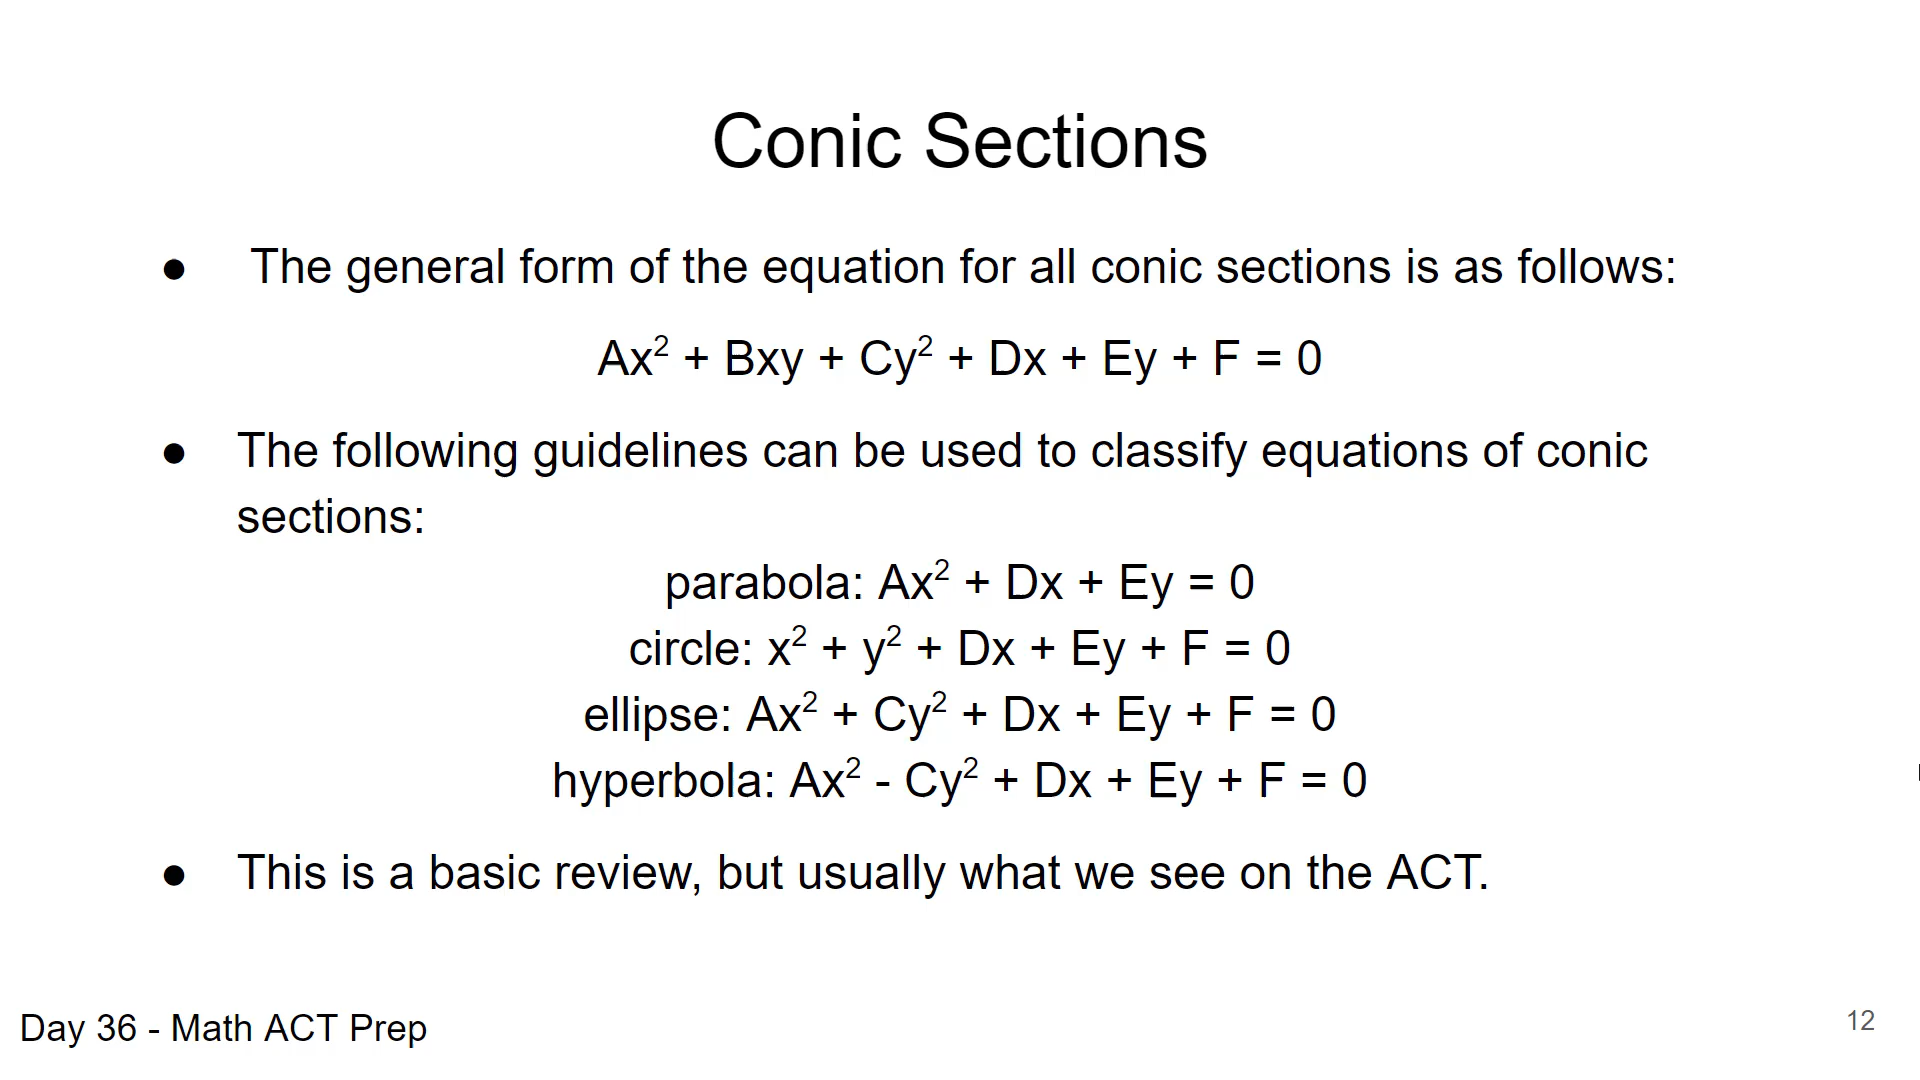 Conic Sections
● The general form of the equation for all conic sections is as follows:
Ax² + Bxy + Cy² + Dx + Ey + F = 0
● The following guidelines can be used to classify equations of conic
sections:
parabola: Ax² + Dx + Ey = 0
circle: x² + y² + Dx + Ey + F = 0
ellipse: Ax² + Cy² + Dx + Ey + F = 0
hyperbola: Ax² - Cy² + Dx + Ey + F = 0
● This is a basic review, but usually what we see on the ACT.
Day 36 - Math ACT Prep
12